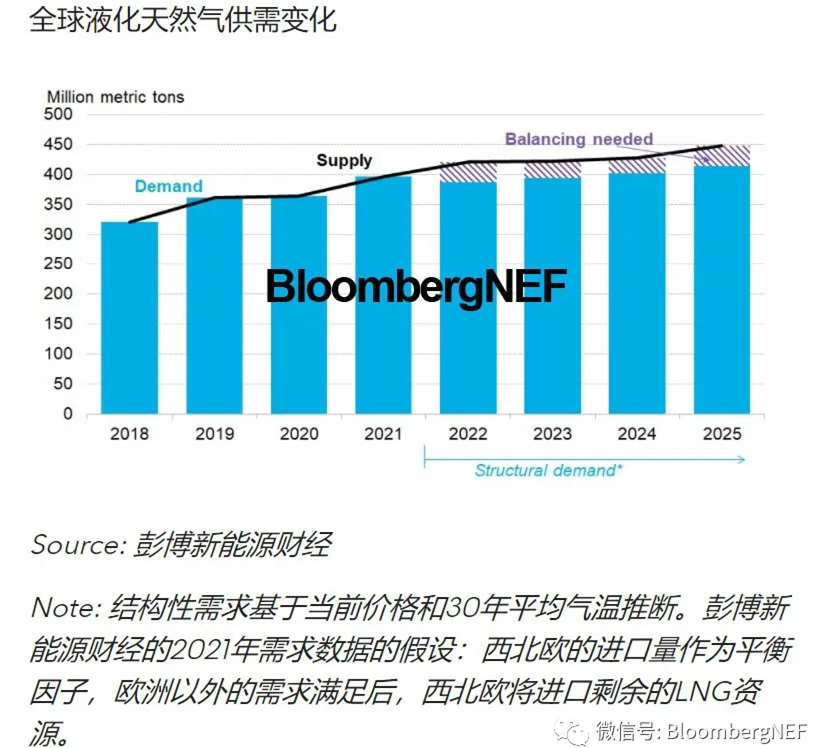 全球液化天然气供需变化
Million metric tons
500
450
400
350
300
250
200
150
100
50
0
Demand
Supply
Balancing needed
BloombergNEF
2018 2019 2020 2021 2022 2023 2024 2025
Structural demand*
Source: 彭博新能源财经
Note: 结构性需求基于当前价格和30年平均气温推断。彭博新
能源财经的2021年需求数据的假设：西北欧的进口量作为平衡
因子，欧洲以外的需求满足后，西北欧将进口剩余的LNG资
源。
微信号: BloombergNEF